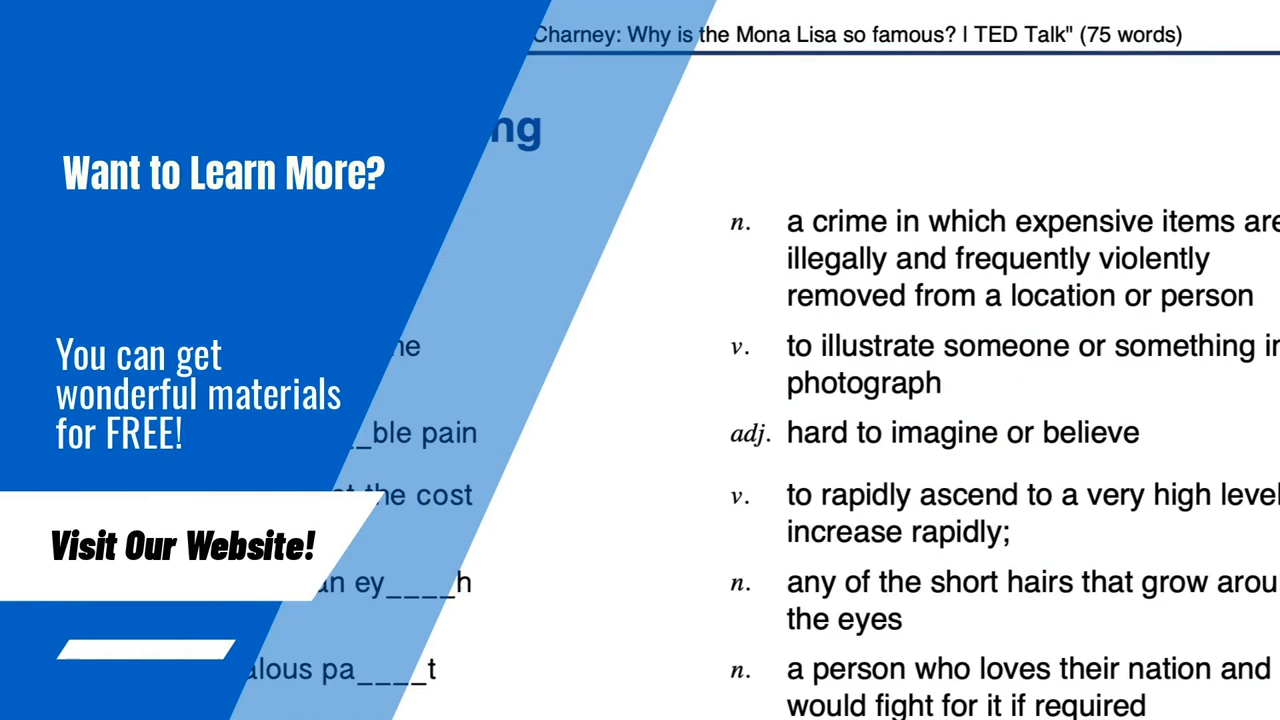 Charney: Why is the Mona Lisa so famous? | TED Talk" (75 words)
Want to Learn More?
You can get
wonderful materials
for FREE!
Visit Our Website!
ng
n. a crime in which expensive items are
illegally and frequently violently
removed from a location or person
v. to illustrate someone or something in
photograph
_ble pain
adj. hard to imagine or believe
the cost
v. to rapidly ascend to a very high level
increase rapidly;
an ey____h
n. any of the short hairs that grow arou
the eyes
alous pa____t
n. a person who loves their nation and
would fight for it if required